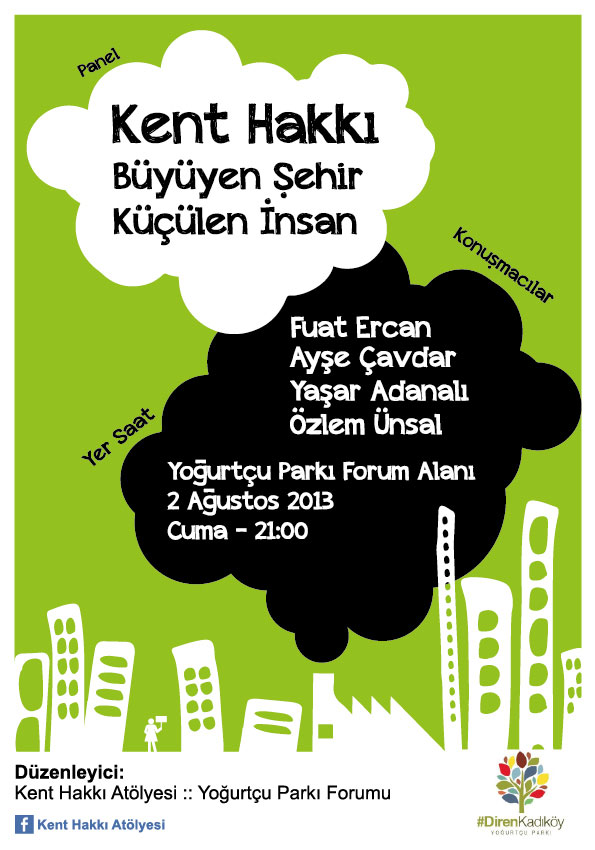 Panel
Kent Hakkı
Büyüyen Şehir
Küçülen İnsan
Konuşmacılar
Fuat Ercan
Ayşe Çavdar
Yaşar Adanalı
Özlem Ünsal
Yer Saat
Yoğurtçu Parkı Forum Alanı
2 Ağustos 2013
Cuma - 21:00
Düzenleyici:
Kent Hakkı Atölyesi :: Yoğurtçu Parkı Forumu
f Kent Hakkı Atölyesi
#DirenKadıköy
YOĞURTÇU PARKI